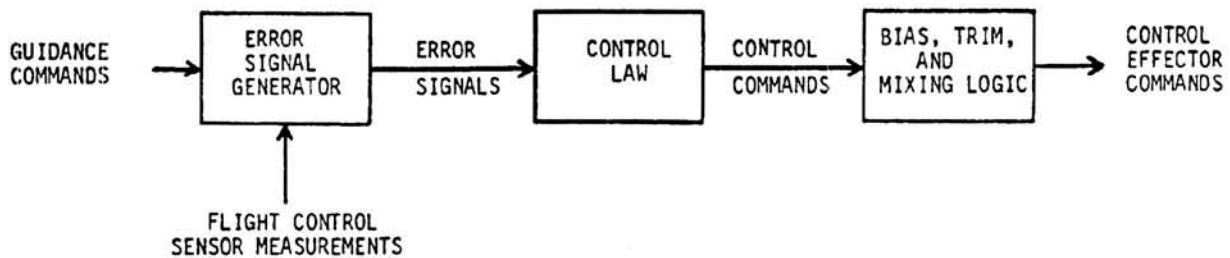 GUIDANCE
COMMANDS
ERROR
SIGNAL
GENERATOR
ERROR
SIGNALS
CONTROL
LAW
CONTROL
COMMANDS
BIAS, TRIM,
AND
MIXING LOGIC
CONTROL
EFFECTOR
COMMANDS
FLIGHT CONTROL
SENSOR MEASUREMENTS